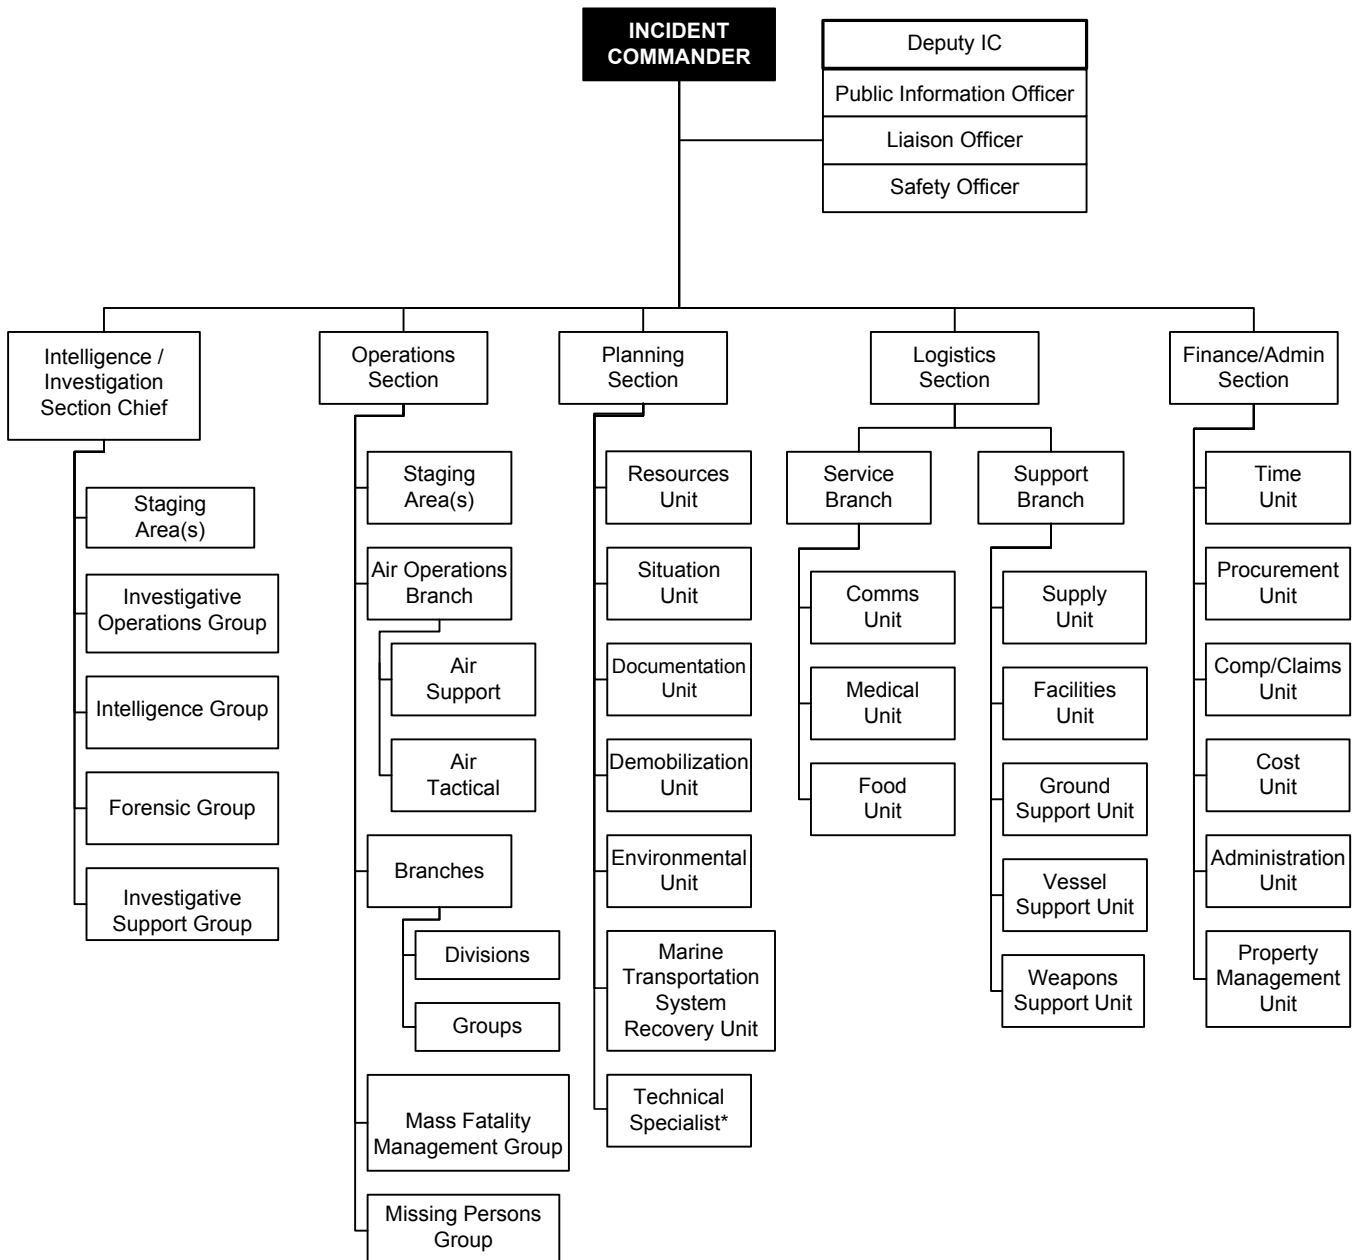 INCIDENT
COMMANDER
Deputy IC
Public Information Officer
Liaison Officer
Safety Officer
Intelligence /
Investigation
Section Chief
Staging
Area(s)
Investigative
Operations Group
Intelligence Group
Forensic Group
Investigative
Support Group
Operations
Section
Staging
Area(s)
Air Operations
Branch
Air
Support
Air
Tactical
Branches
Divisions
Groups
Mass Fatality
Management Group
Missing Persons
Group
Planning
Section
Resources
Unit
Situation
Unit
Documentation
Unit
Demobilization
Unit
Environmental
Unit
Marine
Transportation
System
Recovery Unit
Technical
Specialist*
Logistics
Section
Service
Branch
Comms
Unit
Medical
Unit
Food
Unit
Support
Branch
Supply
Unit
Facilities
Unit
Ground
Support Unit
Vessel
Support Unit
Weapons
Support Unit
Finance/Admin
Section
Time
Unit
Procurement
Unit
Comp/Claims
Unit
Cost
Unit
Administration
Unit
Property
Management
Unit